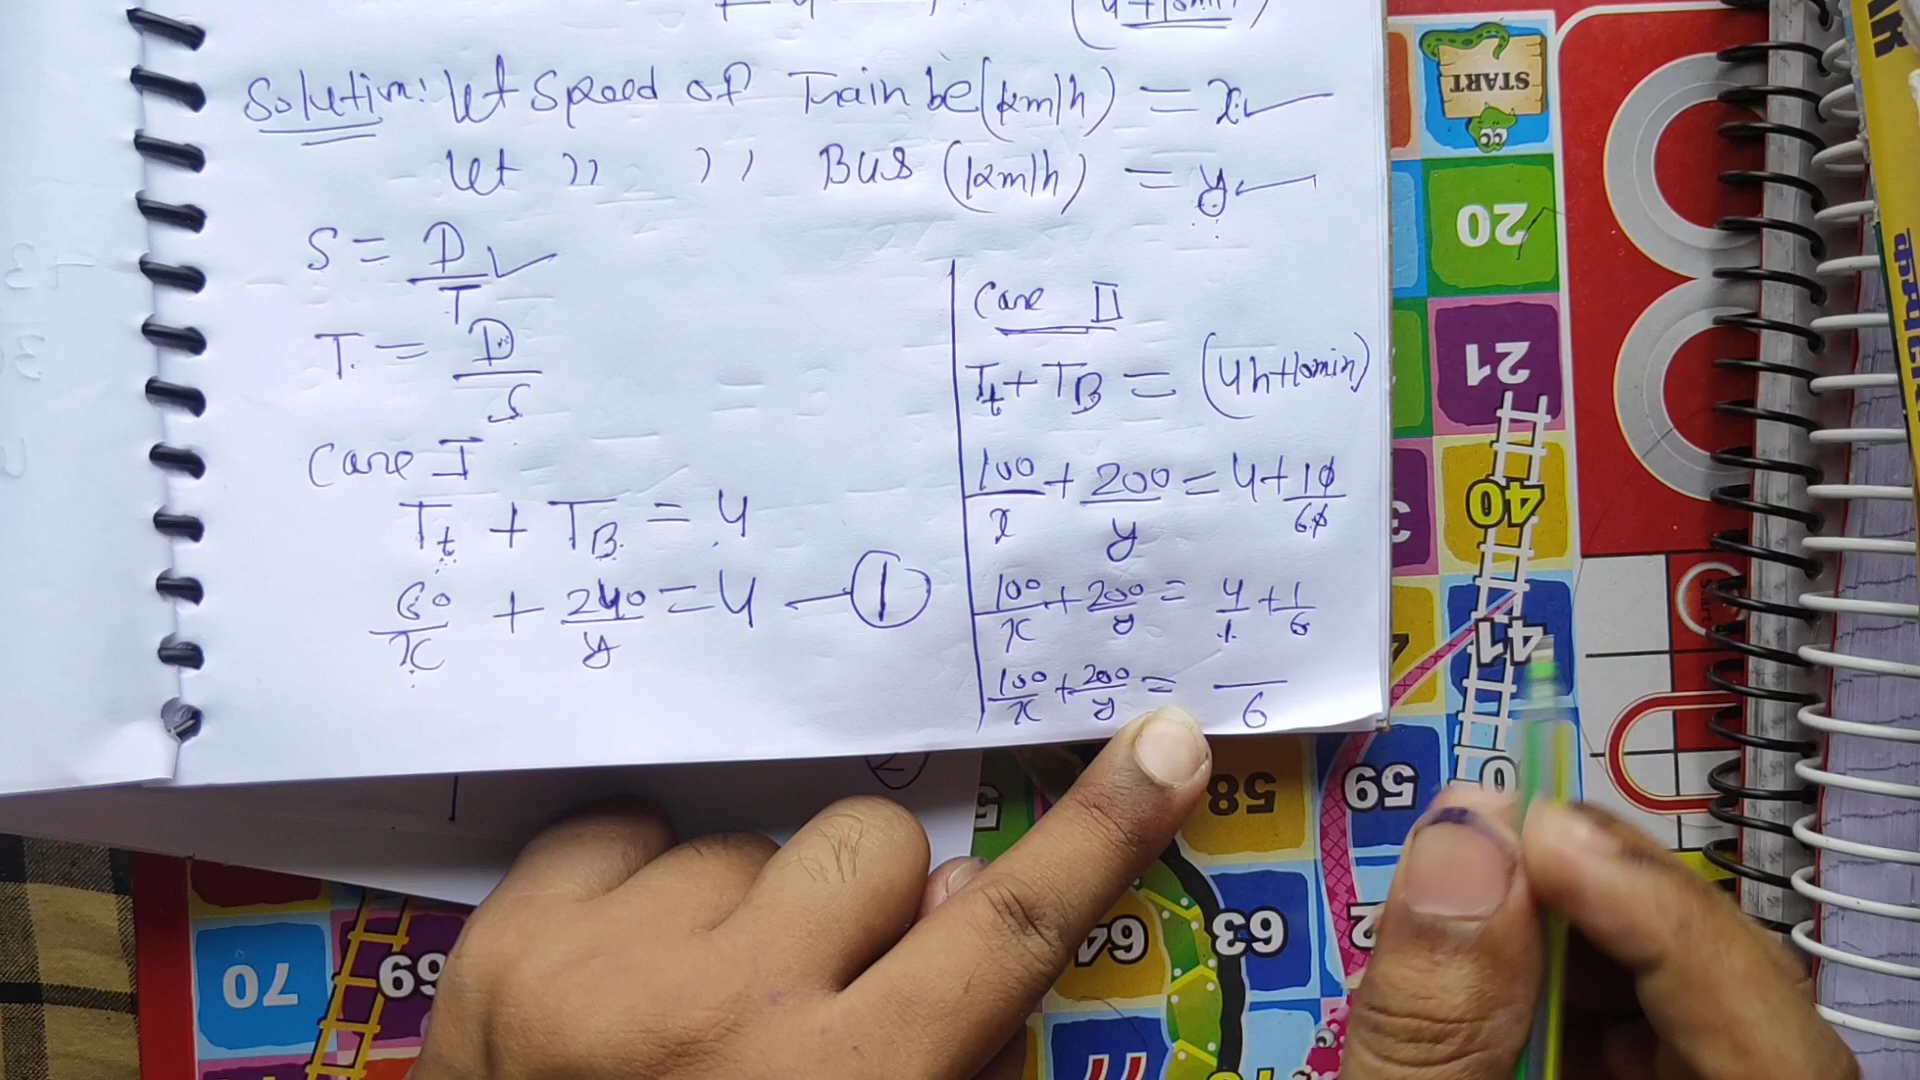 Solution: Let Speed of Train be (km/h) = x
Let ,, ,, Bus (km/h) = y
S = D/T
T = D/S
Case I
Tt + TB = 4
60/x + 240/y = 4 — 1
Case II
Tt + TB = (4h+10min)
100/x + 200/y = 4 + 10/60
100/x + 200/y = 4/1 + 1/6
100/x + 200/y = /6
START
20
21
40
41
58
59
63
64
69
70